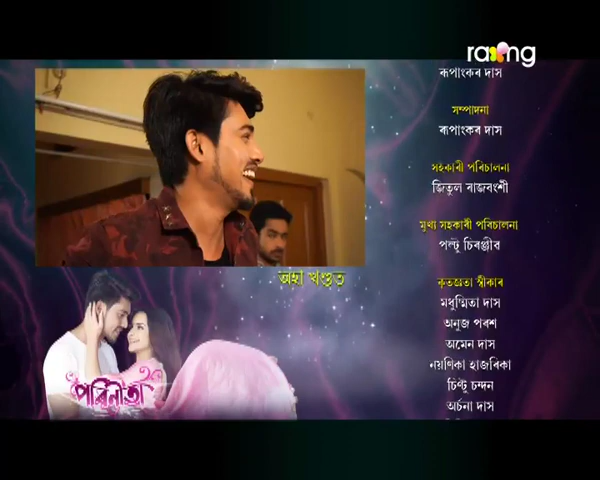 rang
ৰূপাংকৰ দাস
সম্পাদনা
ৰূপাংকৰ দাস
সহকাৰী পৰিচালনা
জিতুল ৰাজবংশী
মুখ্য সহকাৰী পৰিচালনা
পল্টু চিৰঞ্জীৱ
অহা খণ্ডত
কৃতজ্ঞতা স্বীকাৰ
মধুস্মিতা দাস
অনুজ পৰশ
অমেন দাস
নয়ণিকা হাজৰিকা
চিণ্টু চন্দন
অৰ্চনা দাস
পৰিণীতা